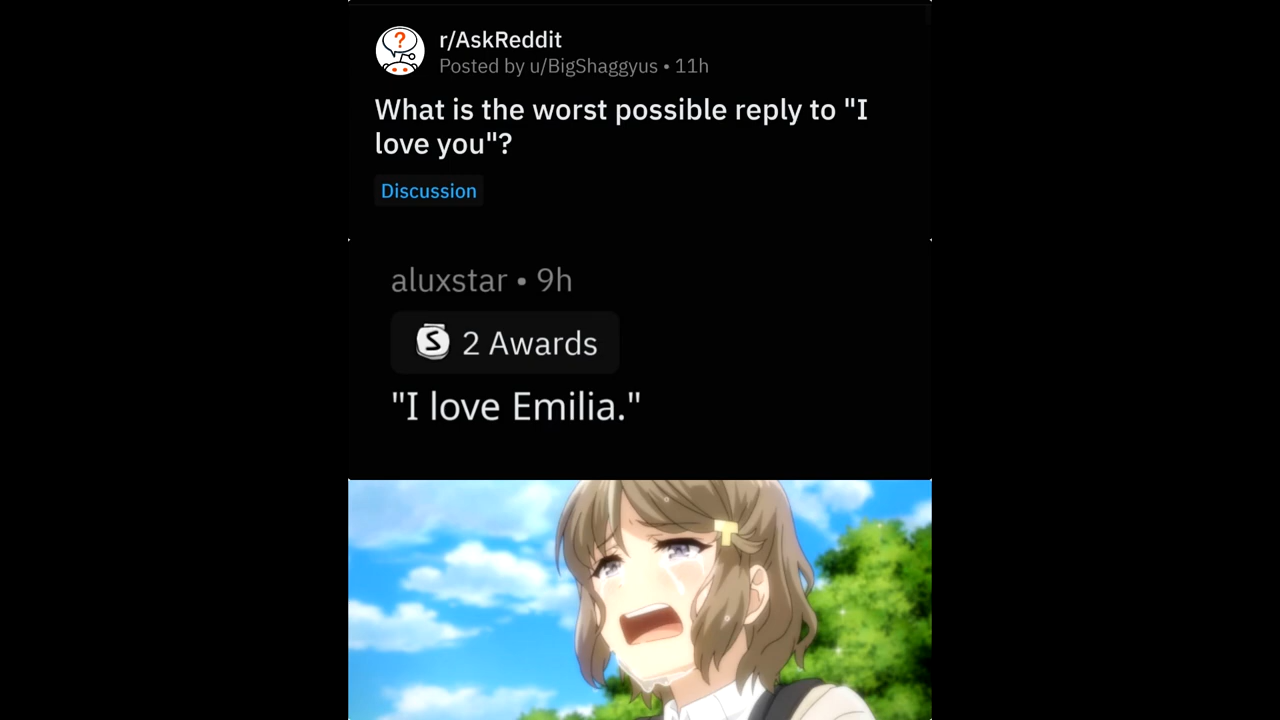 r/AskReddit
Posted by u/BigShaggyus • 11h
What is the worst possible reply to "I
love you"?
Discussion
aluxstar • 9h
S 2 Awards
"I love Emilia."